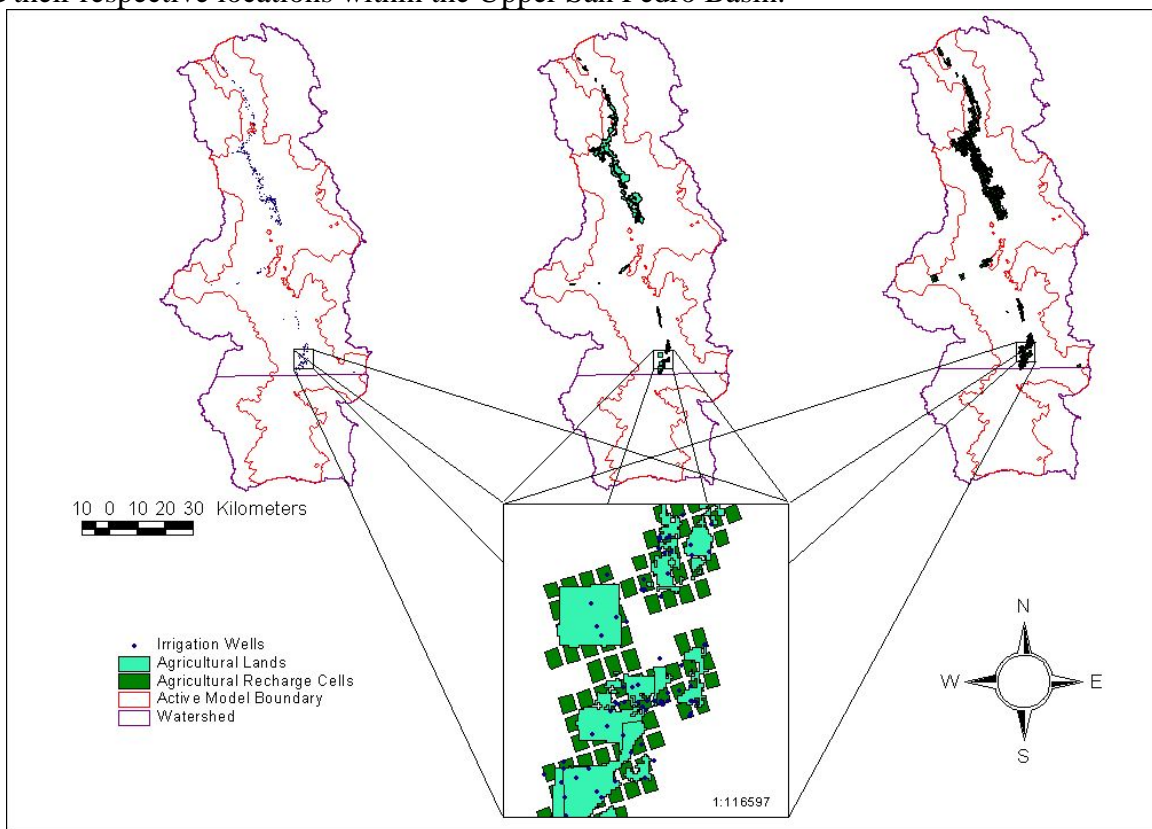 their respective locations within the Upper San Pedro Basin.
10 0 10 20 30 Kilometers
Irrigation Wells
Agricultural Lands
Agricultural Recharge Cells
Active Model Boundary
Watershed
1:116597
N
W E
S